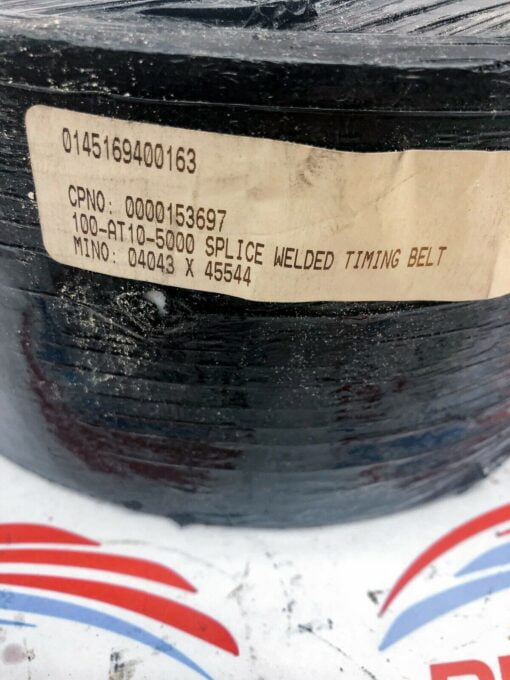 0145169400163
CPNO: 0000153697
100-AT10-5000 SPLICE WELDED TIMING BELT
MINO: 04043 X 45544